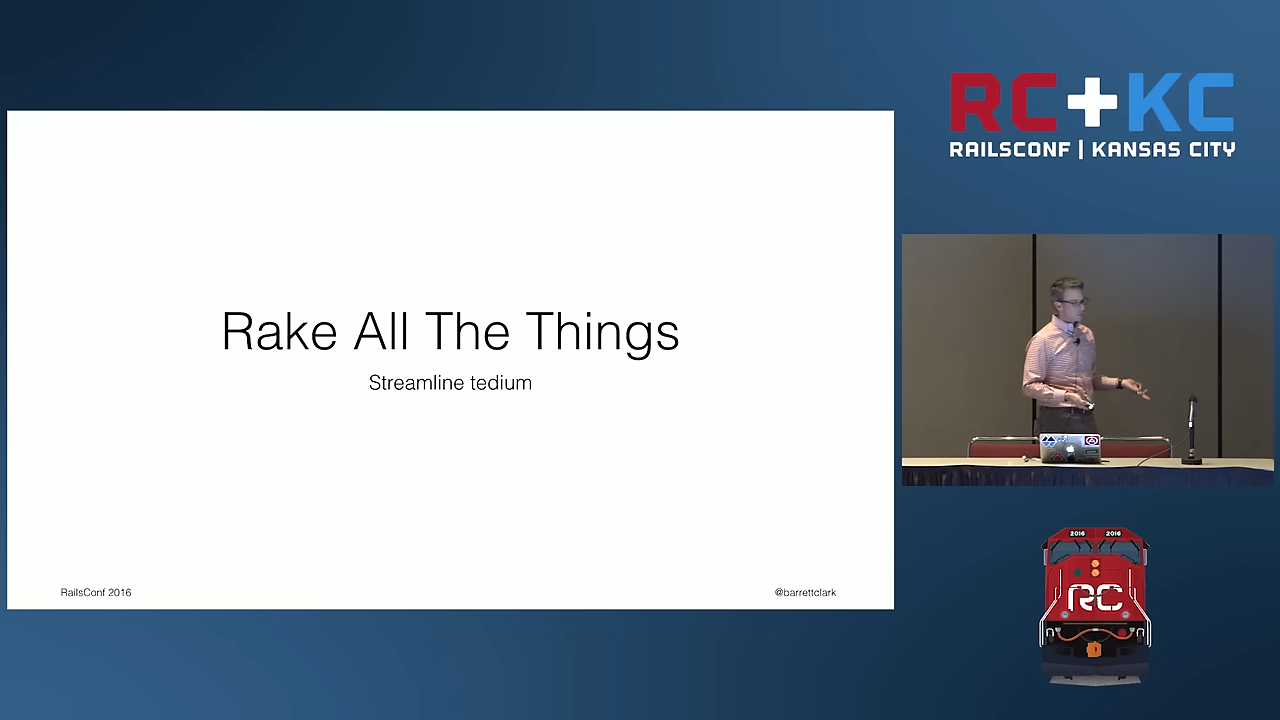 RC+KC
RAILSCONF | KANSAS CITY
Rake All The Things
Streamline tedium
RailsConf 2016
@barrettclark
2016 2016
RC